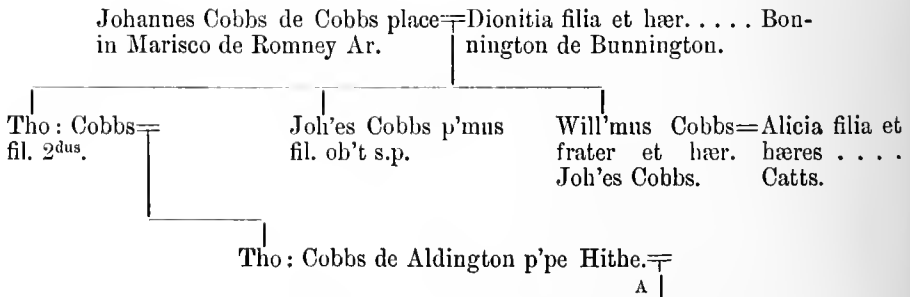 Johannes Cobbs de Cobbs place=Dionitia filia et hær. . . . . Bon-
in Marisco de Romney Ar. nington de Bunnington.
Tho: Cobbs= Joh'es Cobbs p'mus Will'mus Cobbs=Alicia filia et
fil. 2dus. fil. ob't s.p. frater et hær. hæres . . . .
Joh'es Cobbs. Catts.
Tho: Cobbs de Aldington p'pe Hithe.=
A